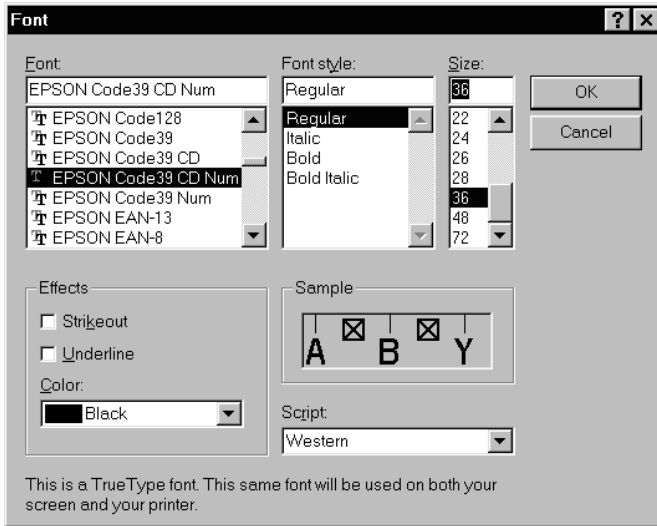 Font
Font:
EPSON Code39 CD Num
EPSON Code128
EPSON Code39
EPSON Code39 CD
EPSON Code39 CD Num
EPSON Code39 Num
EPSON EAN-13
EPSON EAN-8
Font style:
Regular
Regular
Italic
Bold
Bold Italic
Size:
36
22
24
26
28
36
48
72
OK
Cancel
Effects
Strikeout
Underline
Color:
Black
Sample
A B Y
Script:
Western
This is a TrueType font. This same font will be used on both your
screen and your printer.